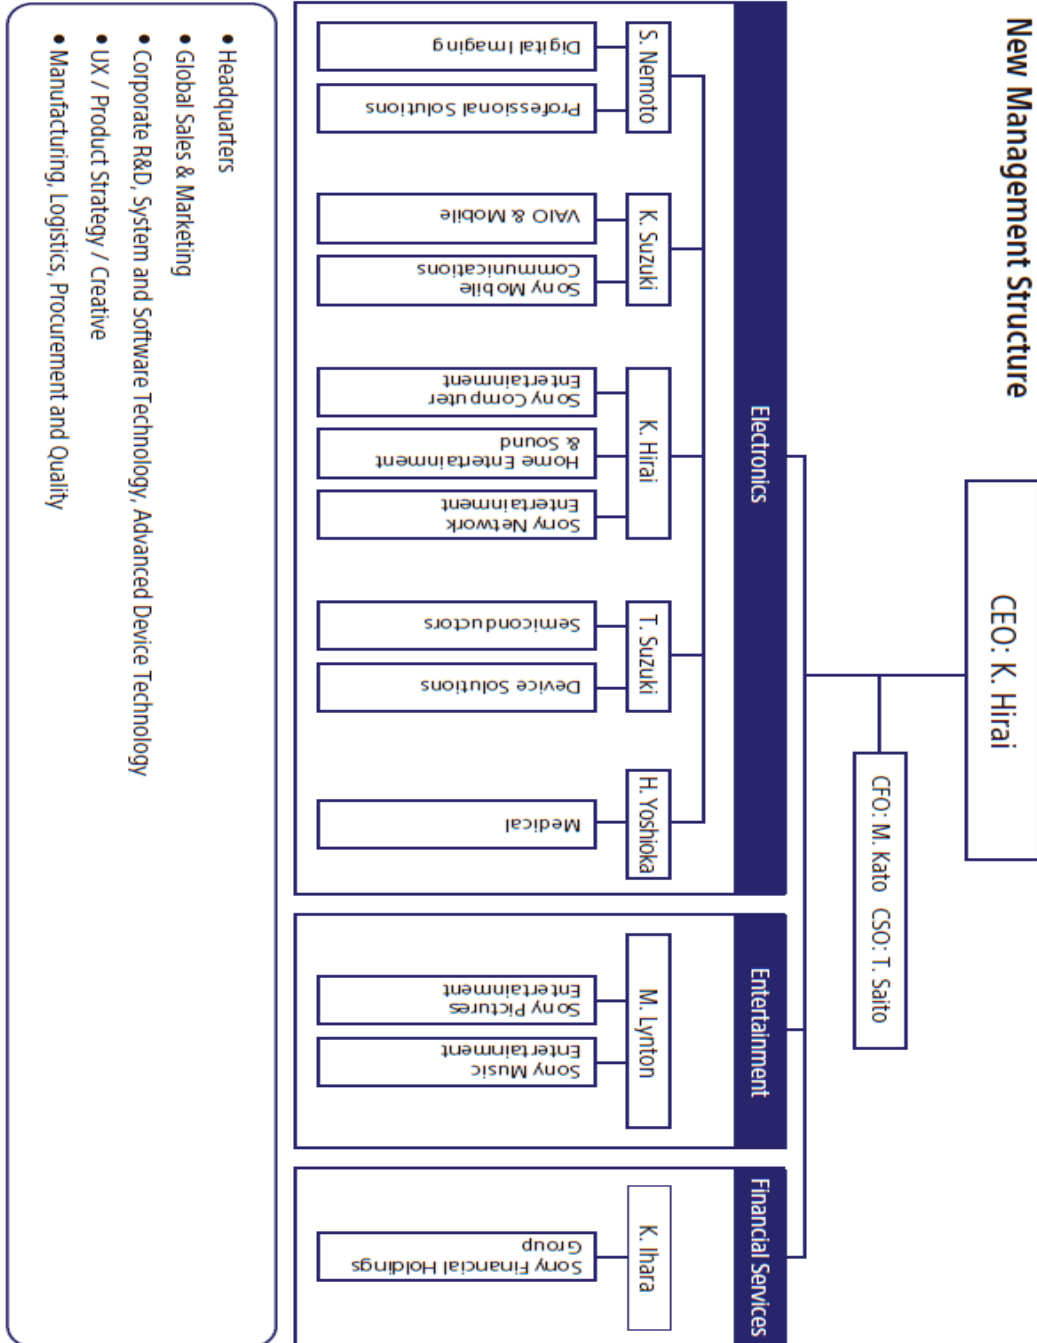 New Management Structure
CEO: K. Hirai
CFO: M. Kato CSO: T. Saito
Electronics
Entertainment
Financial Services
S. Nemoto
K. Suzuki
K. Hirai
T. Suzuki
H. Yoshioka
M. Lynton
K. Ihara
Digital Imaging
Professional Solutions
VAIO & Mobile
Sony Mobile
Communications
Sony Computer
Entertainment
Home Entertainment
& Sound
Sony Network
Entertainment
Semiconductors
Device Solutions
Medical
Sony Pictures
Entertainment
Sony Music
Entertainment
Sony Financial Holdings
Group
• Headquarters
• Global Sales & Marketing
• Corporate R&D, System and Software Technology, Advanced Device Technology
• UX / Product Strategy / Creative
• Manufacturing, Logistics, Procurement and Quality